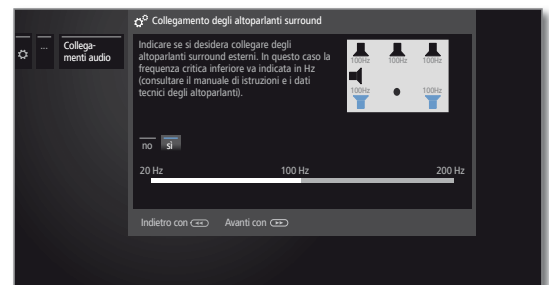 Collegamento degli altoparlanti surround
...
Collega-
menti audio
Indicare se si desidera collegare degli
altoparlanti surround esterni. In questo caso la
frequenza critica inferiore va indicata in Hz
(consultare il manuale di istruzioni e i dati
tecnici degli altoparlanti).
100Hz 100Hz 100Hz
100Hz 100Hz
no sì
20 Hz 100 Hz 200 Hz
Indietro con Avanti con